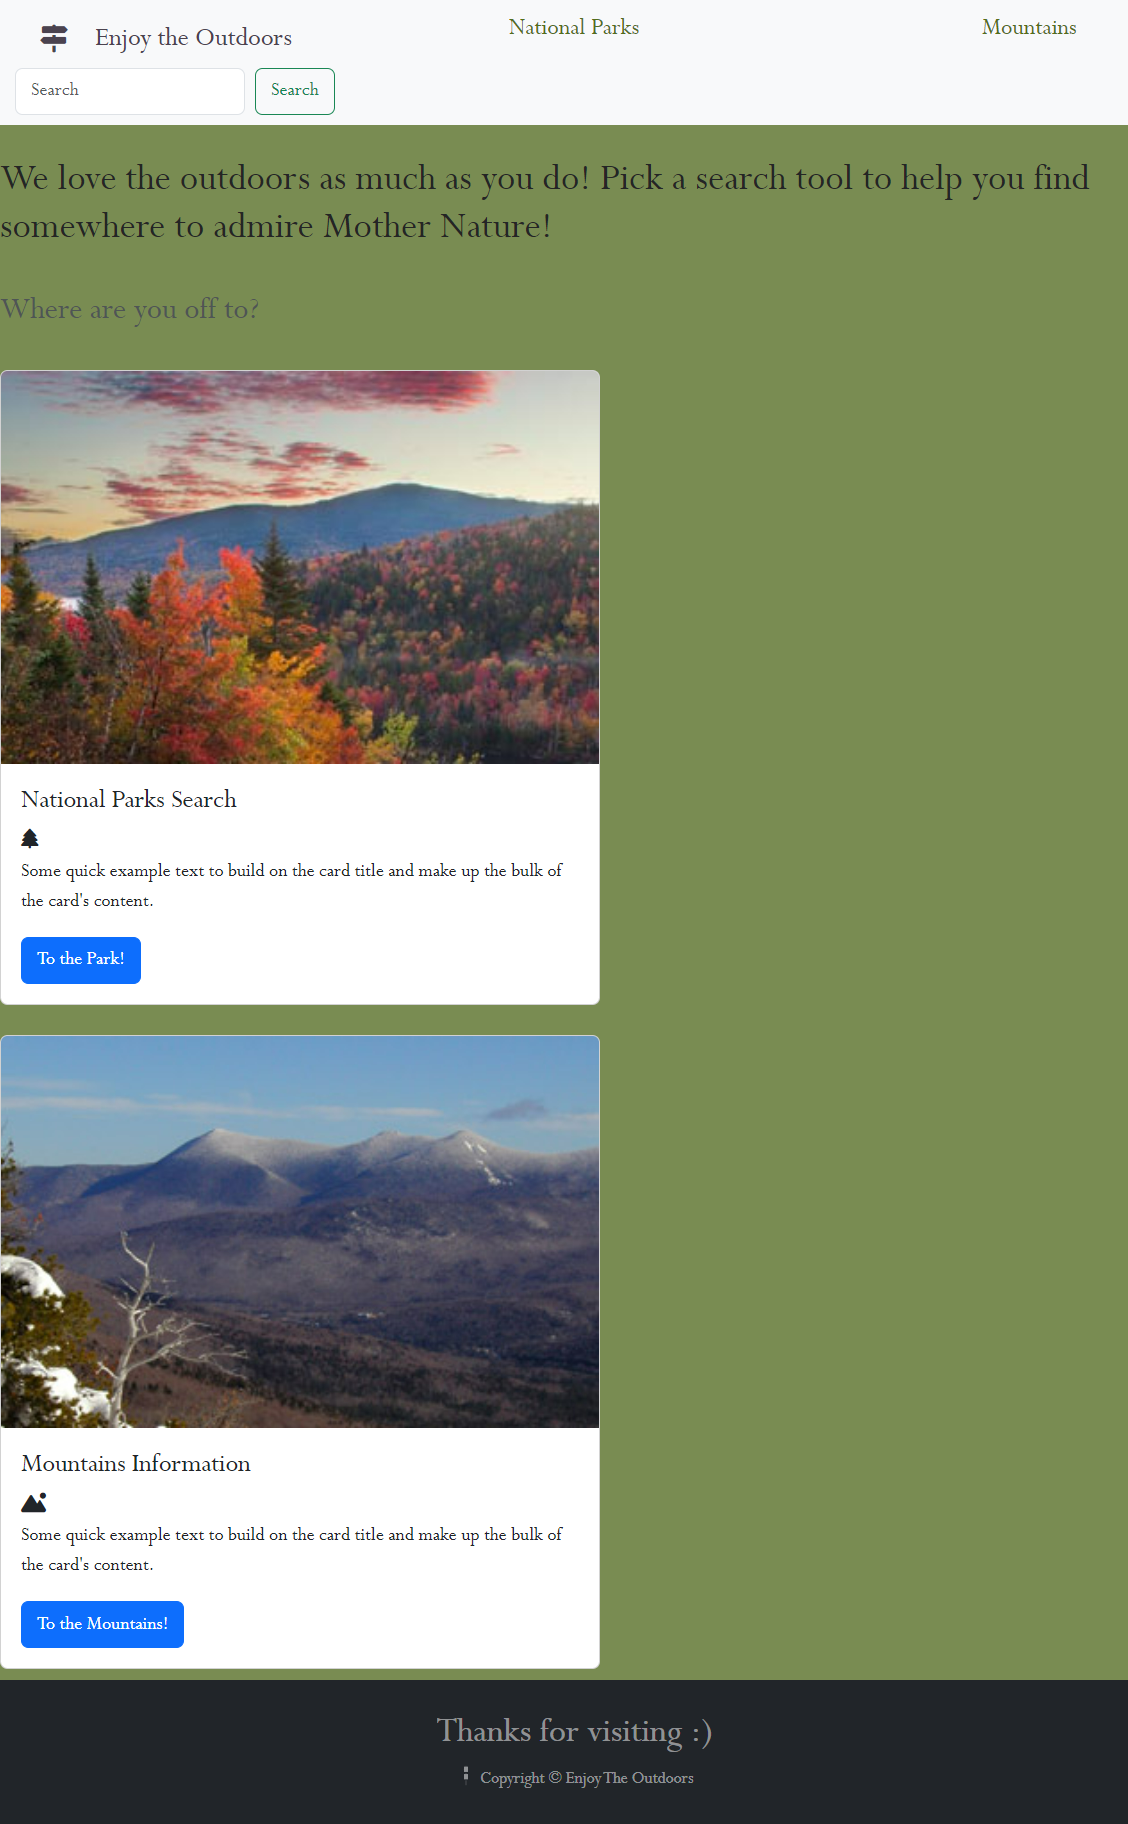 Enjoy the Outdoors
National Parks
Mountains
Search
Search
We love the outdoors as much as you do! Pick a search tool to help you find
somewhere to admire Mother Nature!
Where are you off to?
National Parks Search
Some quick example text to build on the card title and make up the bulk of
the card's content.
To the Park!
Mountains Information
Some quick example text to build on the card title and make up the bulk of
the card's content.
To the Mountains!
Thanks for visiting :)
Copyright © Enjoy The Outdoors